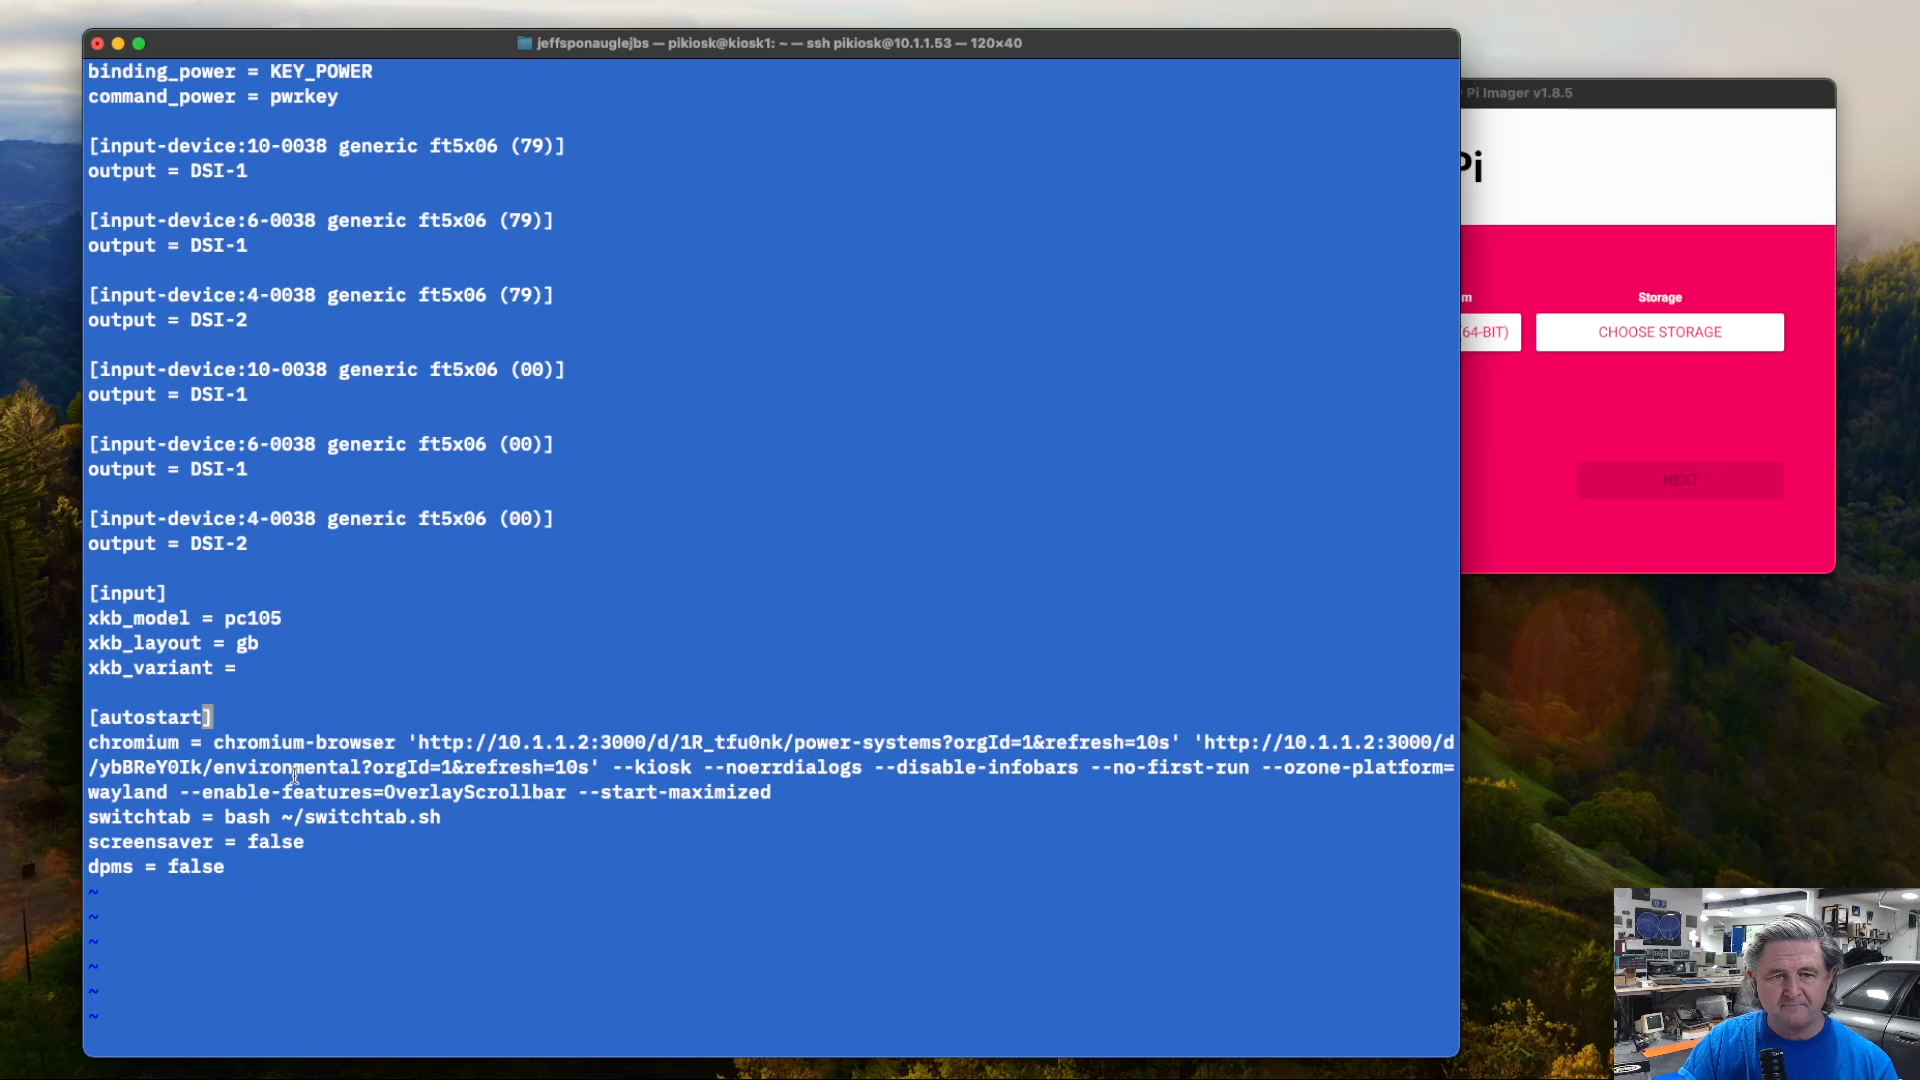 jeffsponauglejbs — pikiosk@kiosk1: ~ — ssh pikiosk@10.1.1.53 — 120×40
binding_power = KEY_POWER
command_power = pwrkey
[input-device:10-0038 generic ft5x06 (79)]
output = DSI-1
[input-device:6-0038 generic ft5x06 (79)]
output = DSI-1
[input-device:4-0038 generic ft5x06 (79)]
output = DSI-2
[input-device:10-0038 generic ft5x06 (00)]
output = DSI-1
[input-device:6-0038 generic ft5x06 (00)]
output = DSI-1
[input-device:4-0038 generic ft5x06 (00)]
output = DSI-2
[input]
xkb_model = pc105
xkb_layout = gb
xkb_variant =
[autostart]
chromium = chromium-browser 'http://10.1.1.2:3000/d/1R_tfu0nk/power-systems?orgId=1&refresh=10s' 'http://10.1.1.2:3000/d
/ybBReY0Ik/environmental?orgId=1&refresh=10s' --kiosk --noerrdialogs --disable-infobars --no-first-run --ozone-platform=
wayland --enable-features=OverlayScrollbar --start-maximized
switchtab = bash ~/switchtab.sh
screensaver = false
dpms = false
~
~
~
~
~
~
Pi Imager v1.8.5
Pi
m
Storage
(64-BIT)
CHOOSE STORAGE
NEXT